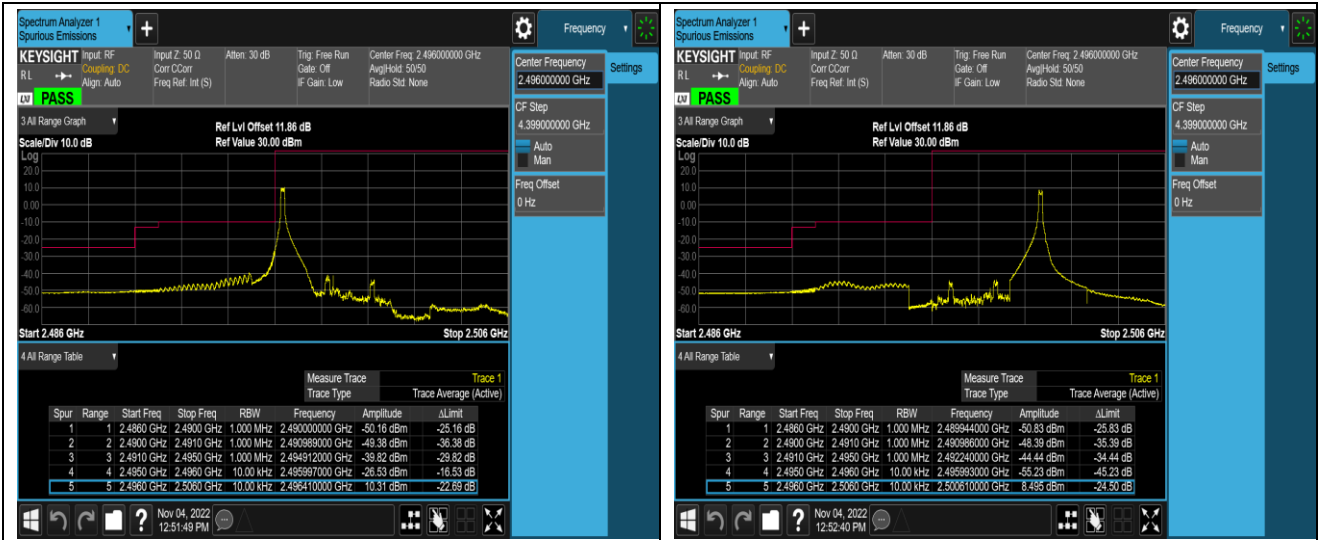 Spectrum Analyzer 1
Spurious Emissions
+
Frequency
KEYSIGHT Input: RF Input Z: 50 Ω Atten: 30 dB Trig: Free Run Center Freq: 2.496000000 GHz
R L Coupling: DC Corr CCorr Gate: Off Avg|Hold: 50/50
Align: Auto Freq Ref: Int (S) IF Gain: Low Radio Std: None
PASS
3 All Range Graph
Ref Lvl Offset 11.86 dB
Scale/Div 10.0 dB Ref Value 30.00 dBm
Log
20.0
10.0
0.00
-10.0
-20.0
-30.0
-40.0
-50.0
-60.0
Start 2.486 GHz Stop 2.506 GHz
4 All Range Table
Measure Trace Trace 1
Trace Type Trace Average (Active)
Spur Range Start Freq Stop Freq RBW Frequency Amplitude ΔLimit
1 1 2.4860 GHz 2.4900 GHz 1.000 MHz 2.490000000 GHz -50.16 dBm -25.16 dB
2 2 2.4900 GHz 2.4910 GHz 1.000 MHz 2.490989000 GHz -49.38 dBm -36.38 dB
3 3 2.4910 GHz 2.4950 GHz 1.000 MHz 2.494912000 GHz -39.82 dBm -29.82 dB
4 4 2.4950 GHz 2.4960 GHz 10.00 kHz 2.495997000 GHz -26.53 dBm -16.53 dB
5 5 2.4960 GHz 2.5060 GHz 10.00 kHz 2.496410000 GHz 10.31 dBm -22.69 dB
? Nov 04, 2022
12:51:49 PM
Center Frequency
2.496000000 GHz
Settings
CF Step
4.399000000 GHz
Auto
Man
Freq Offset
0 Hz
Spectrum Analyzer 1
Spurious Emissions
+
Frequency
KEYSIGHT Input: RF Input Z: 50 Ω Atten: 30 dB Trig: Free Run Center Freq: 2.496000000 GHz
R L Coupling: DC Corr CCorr Gate: Off Avg|Hold: 50/50
Align: Auto Freq Ref: Int (S) IF Gain: Low Radio Std: None
PASS
3 All Range Graph
Ref Lvl Offset 11.86 dB
Scale/Div 10.0 dB Ref Value 30.00 dBm
Log
20.0
10.0
0.00
-10.0
-20.0
-30.0
-40.0
-50.0
-60.0
Start 2.486 GHz Stop 2.506 GHz
4 All Range Table
Measure Trace Trace 1
Trace Type Trace Average (Active)
Spur Range Start Freq Stop Freq RBW Frequency Amplitude ΔLimit
1 1 2.4860 GHz 2.4900 GHz 1.000 MHz 2.489944000 GHz -50.83 dBm -25.83 dB
2 2 2.4900 GHz 2.4910 GHz 1.000 MHz 2.490986000 GHz -48.39 dBm -35.39 dB
3 3 2.4910 GHz 2.4950 GHz 1.000 MHz 2.492240000 GHz -44.44 dBm -34.44 dB
4 4 2.4950 GHz 2.4960 GHz 10.00 kHz 2.495993000 GHz -55.23 dBm -45.23 dB
5 5 2.4960 GHz 2.5060 GHz 10.00 kHz 2.500610000 GHz 8.495 dBm -24.50 dB
? Nov 04, 2022
12:52:40 PM
Center Frequency
2.496000000 GHz
Settings
CF Step
4.399000000 GHz
Auto
Man
Freq Offset
0 Hz